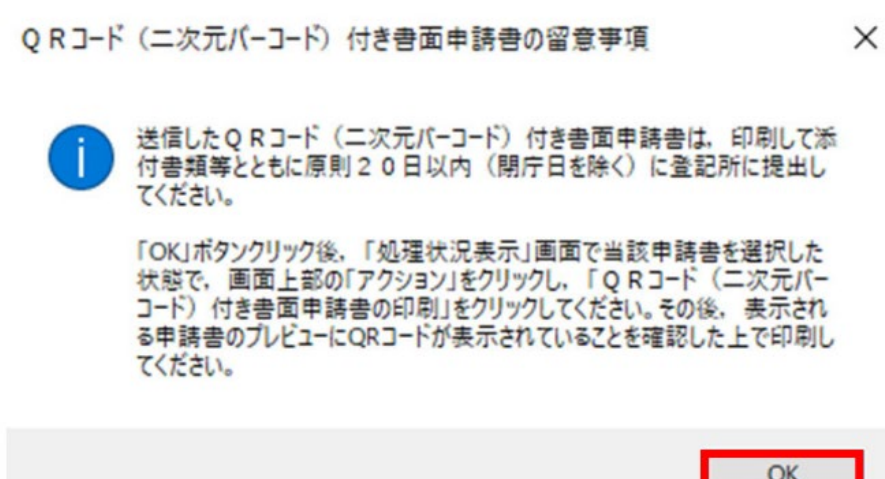 ＱＲコード（二次元バーコード）付き書面申請書の留意事項
送信したＱＲコード（二次元バーコード）付き書面申請書は，印刷して添
付書類等とともに原則２０日以内（閉庁日を除く）に登記所に提出し
てください。
「OK」ボタンクリック後，「処理状況表示」画面で当該申請書を選択した
状態で，画面上部の「アクション」をクリックし，「ＱＲコード（二次元バー
コード）付き書面申請書の印刷」をクリックしてください。その後，表示され
る申請書のプレビューにQRコードが表示されていることを確認した上で印刷し
てください。
OK